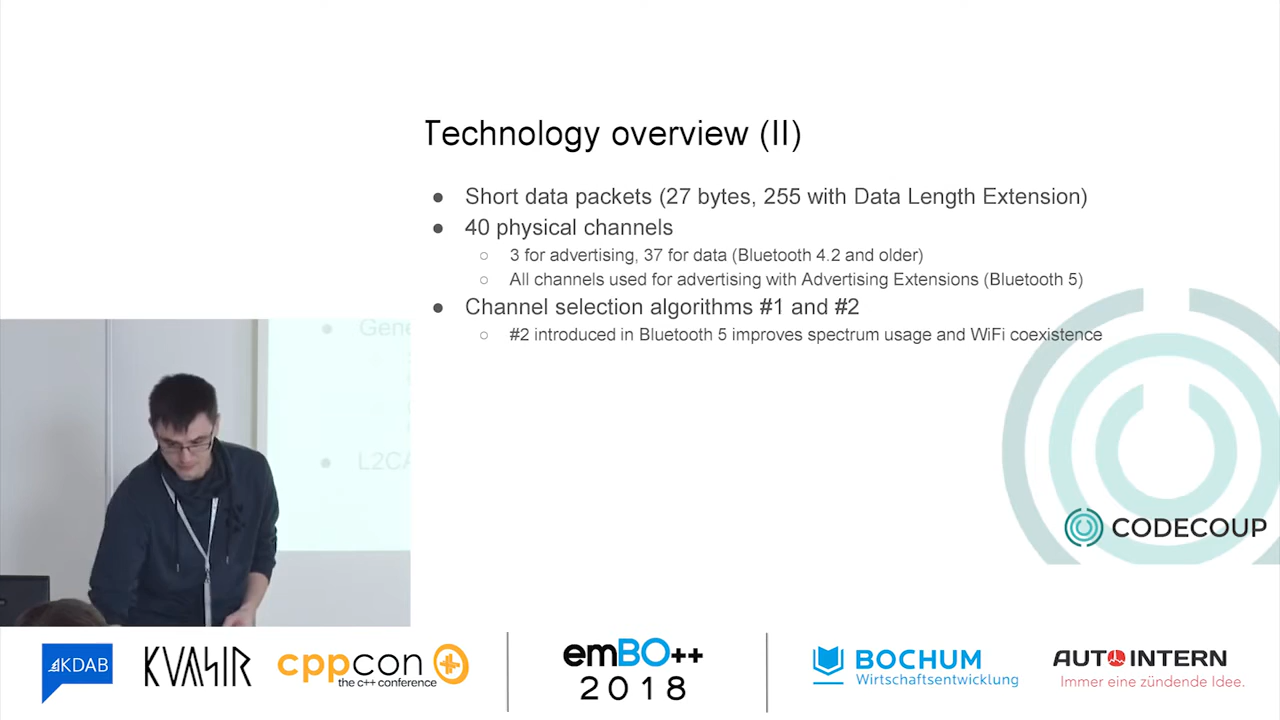 Technology overview (II)
● Short data packets (27 bytes, 255 with Data Length Extension)
● 40 physical channels
○ 3 for advertising, 37 for data (Bluetooth 4.2 and older)
○ All channels used for advertising with Advertising Extensions (Bluetooth 5)
● Channel selection algorithms #1 and #2
○ #2 introduced in Bluetooth 5 improves spectrum usage and WiFi coexistence
● Gene
● L2CA
CODECOUP
KDAB
KVASIR
cppcon
the c++ conference
emBO++
2018
BOCHUM
Wirtschaftsentwicklung
AUTOINTERN
Immer eine zündende Idee.